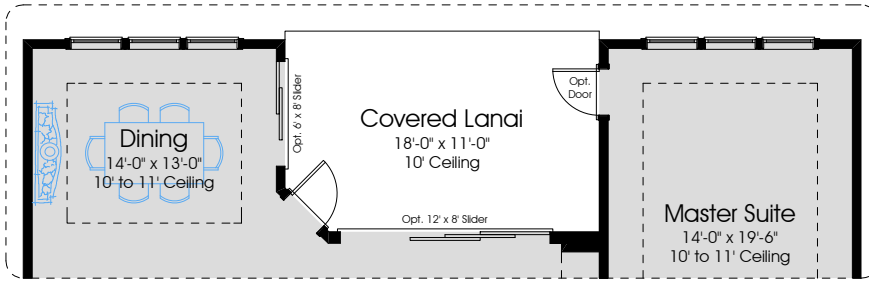 Dining
14'-0" x 13'-0"
10' to 11' Ceiling
Opt. 6' x 8' Slider
Covered Lanai
18'-0" x 11'-0"
10' Ceiling
Opt. 12' x 8' Slider
Opt.
Door
Master Suite
14'-0" x 19'-6"
10' to 11' Ceiling